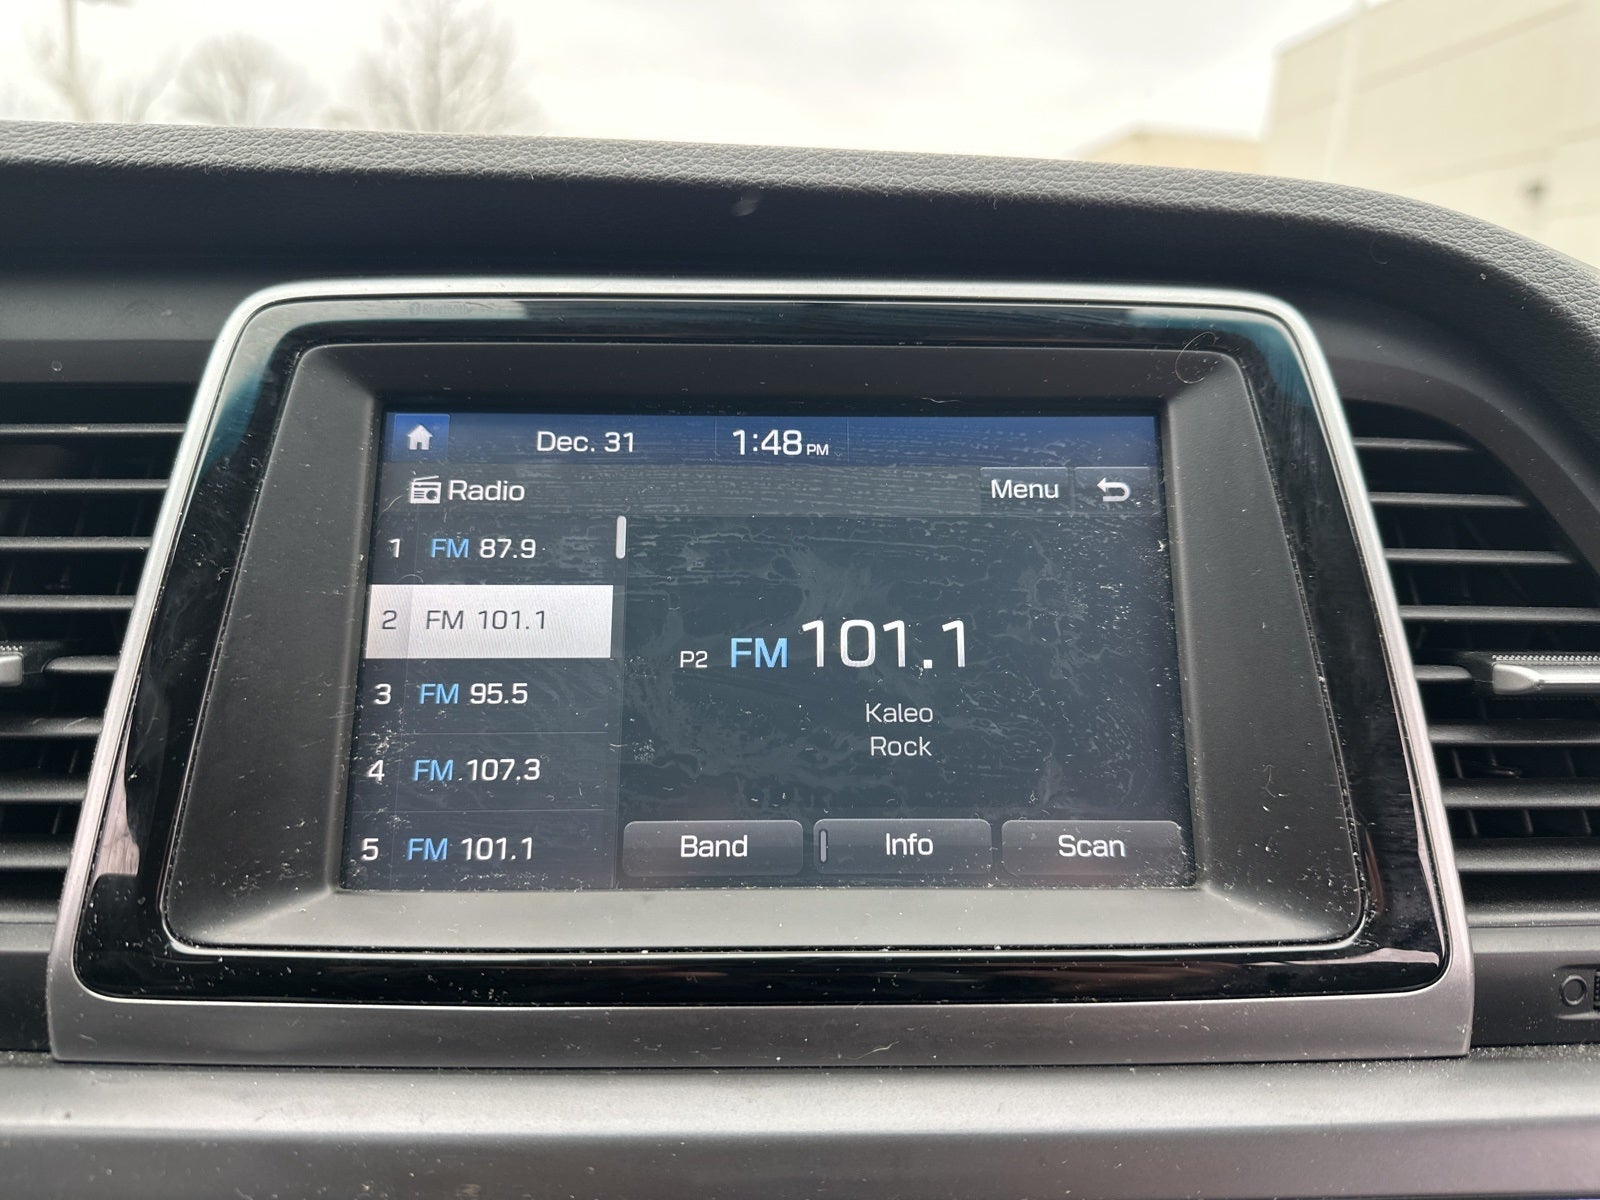 Dec. 31 1:48 PM
Radio Menu
1 FM 87.9
2 FM 101.1
3 FM 95.5
4 FM 107.3
5 FM 101.1
P2 FM 101.1
Kaleo
Rock
Band Info Scan